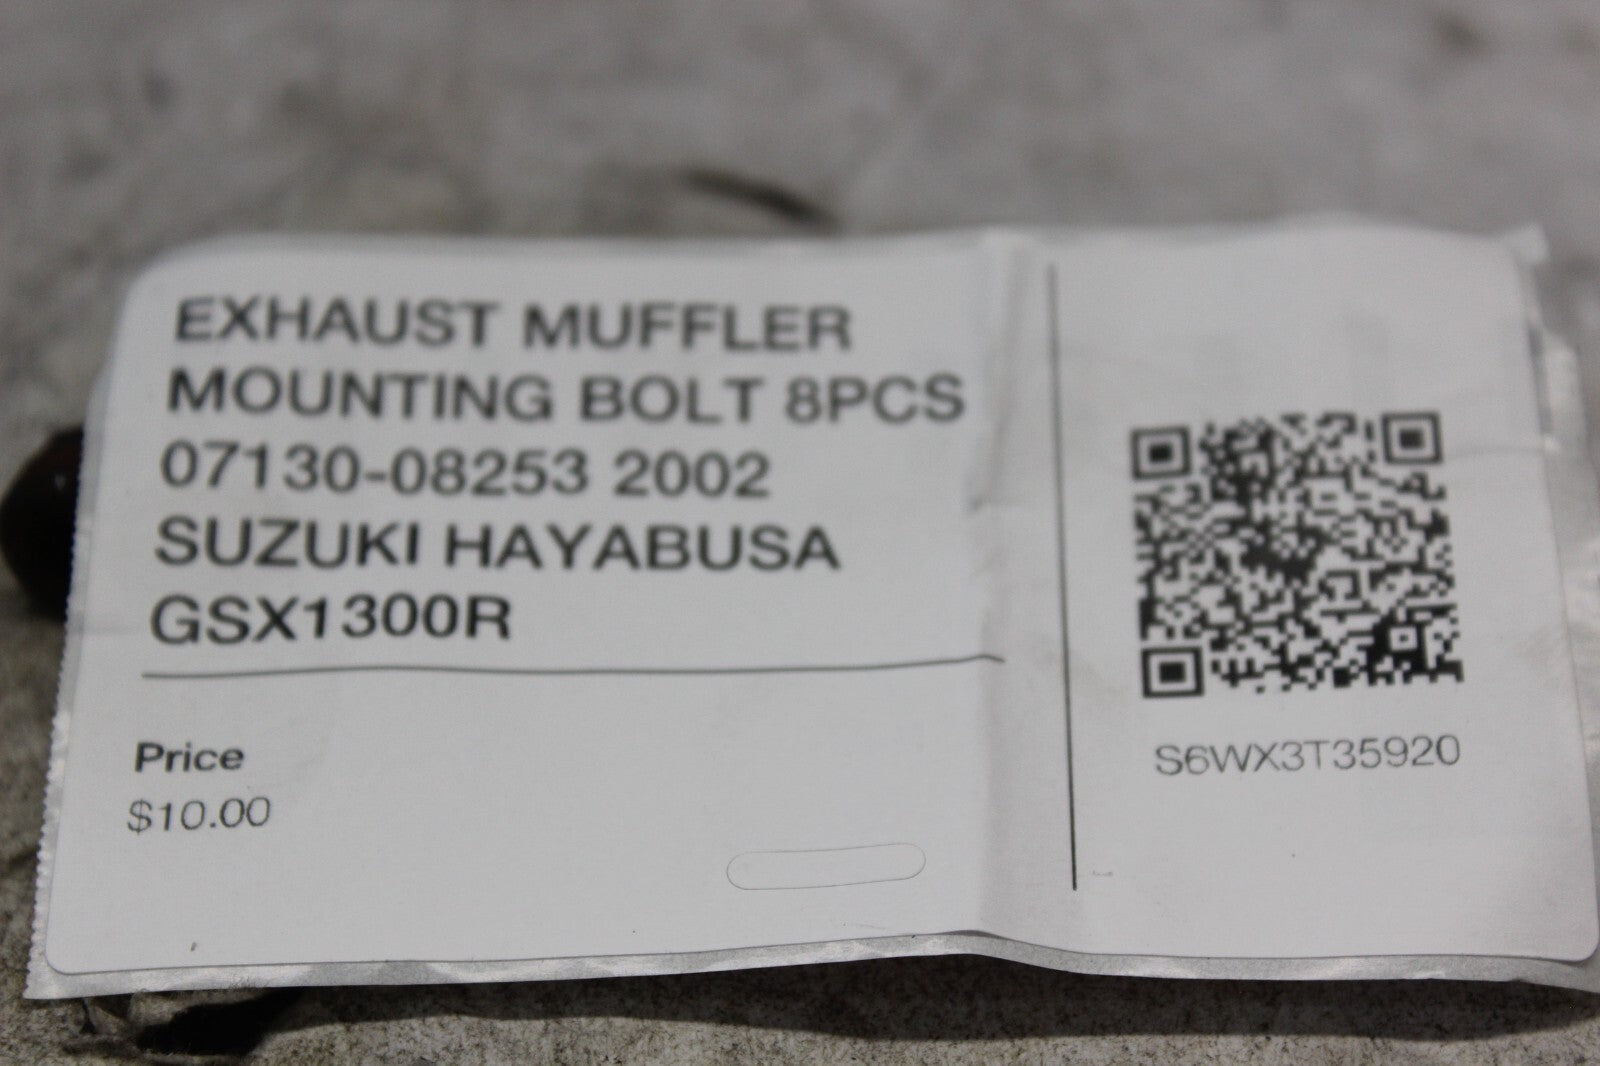 EXHAUST MUFFLER
MOUNTING BOLT 8PCS
07130-08253 2002
SUZUKI HAYABUSA
GSX1300R
Price
$10.00
S6WX3T35920